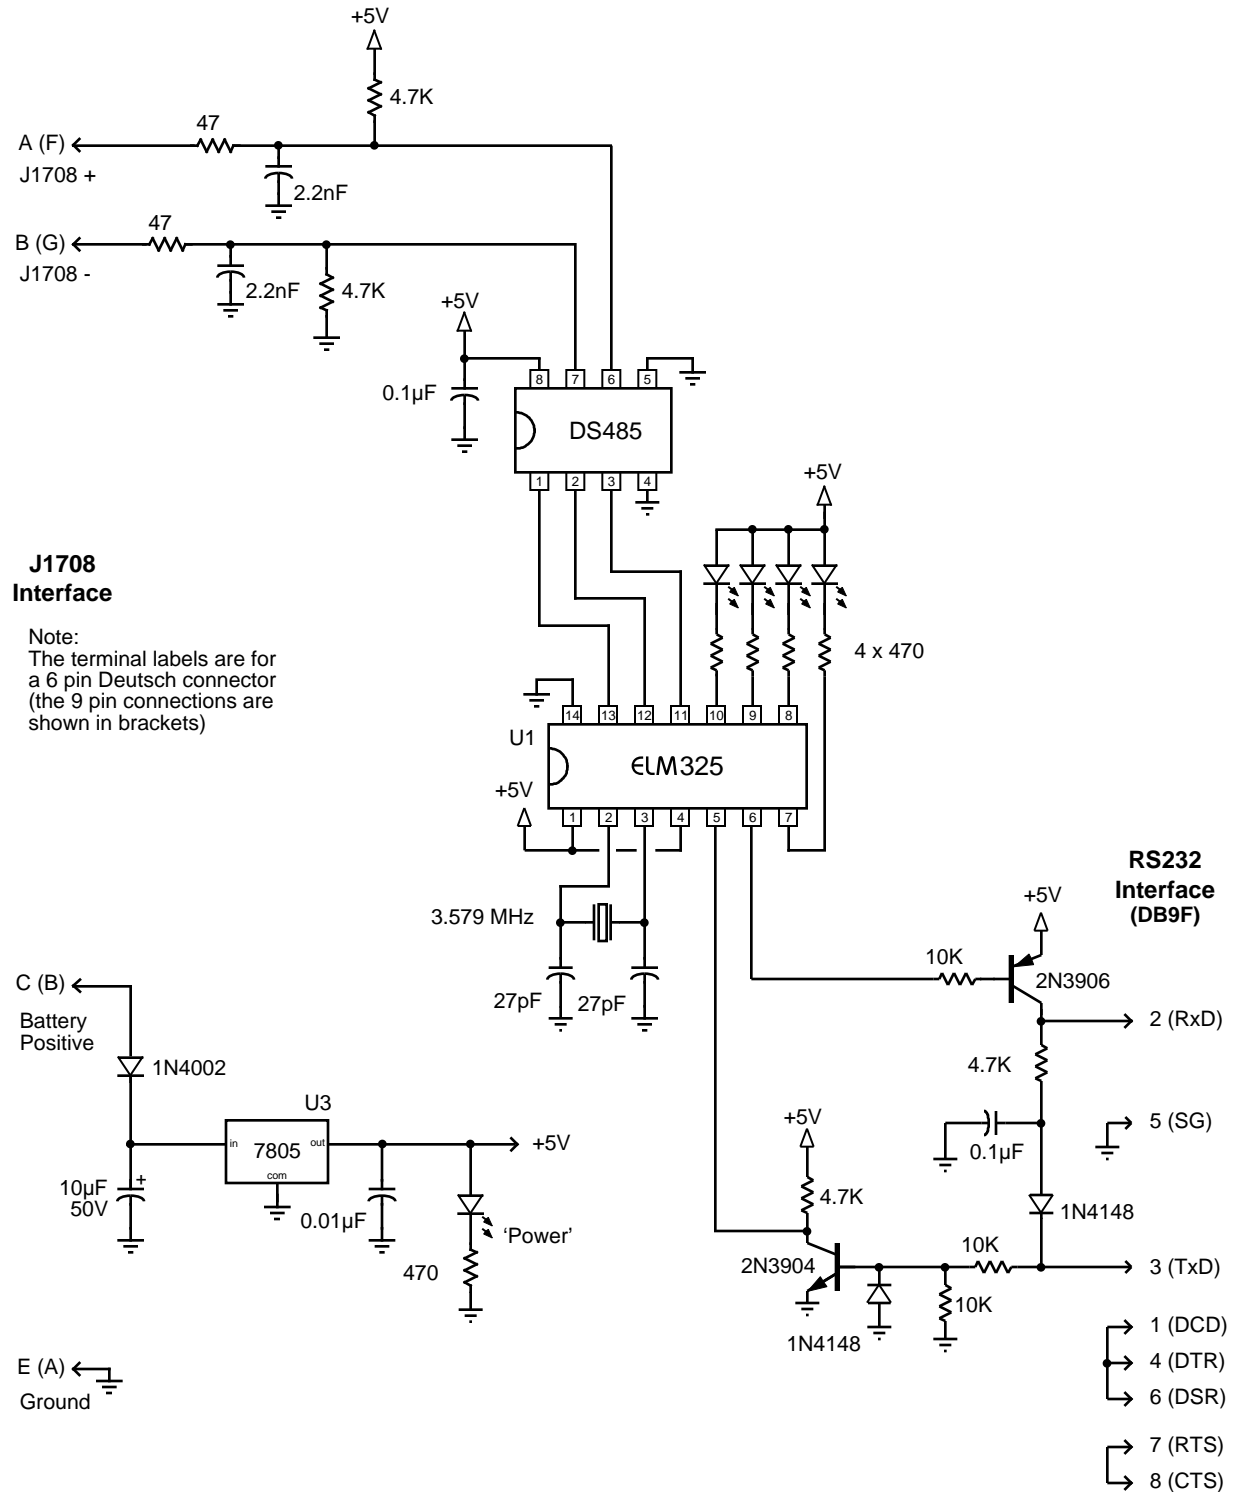 +5V
4.7K
47
A (F)
J1708 +
2.2nF
47
B (G)
J1708 -
2.2nF
4.7K
+5V
0.1µF
8 7 6 5
DS485
1 2 3 4
+5V
J1708
Interface
Note:
The terminal labels are for
a 6 pin Deutsch connector
(the 9 pin connections are
shown in brackets)
4 x 470
14 13 12 11 10 9 8
U1
ELM325
+5V
1 2 3 4 5 6 7
3.579 MHz
27pF 27pF
RS232
Interface
(DB9F)
+5V
10K
2N3906
2 (RxD)
4.7K
5 (SG)
0.1µF
1N4148
+5V
4.7K
2N3904
10K
3 (TxD)
10K
1N4148
1 (DCD)
4 (DTR)
6 (DSR)
7 (RTS)
8 (CTS)
C (B)
Battery
Positive
1N4002
U3
in
7805
out
com
+5V
+
10µF
50V
0.01µF
'Power'
470
E (A)
Ground